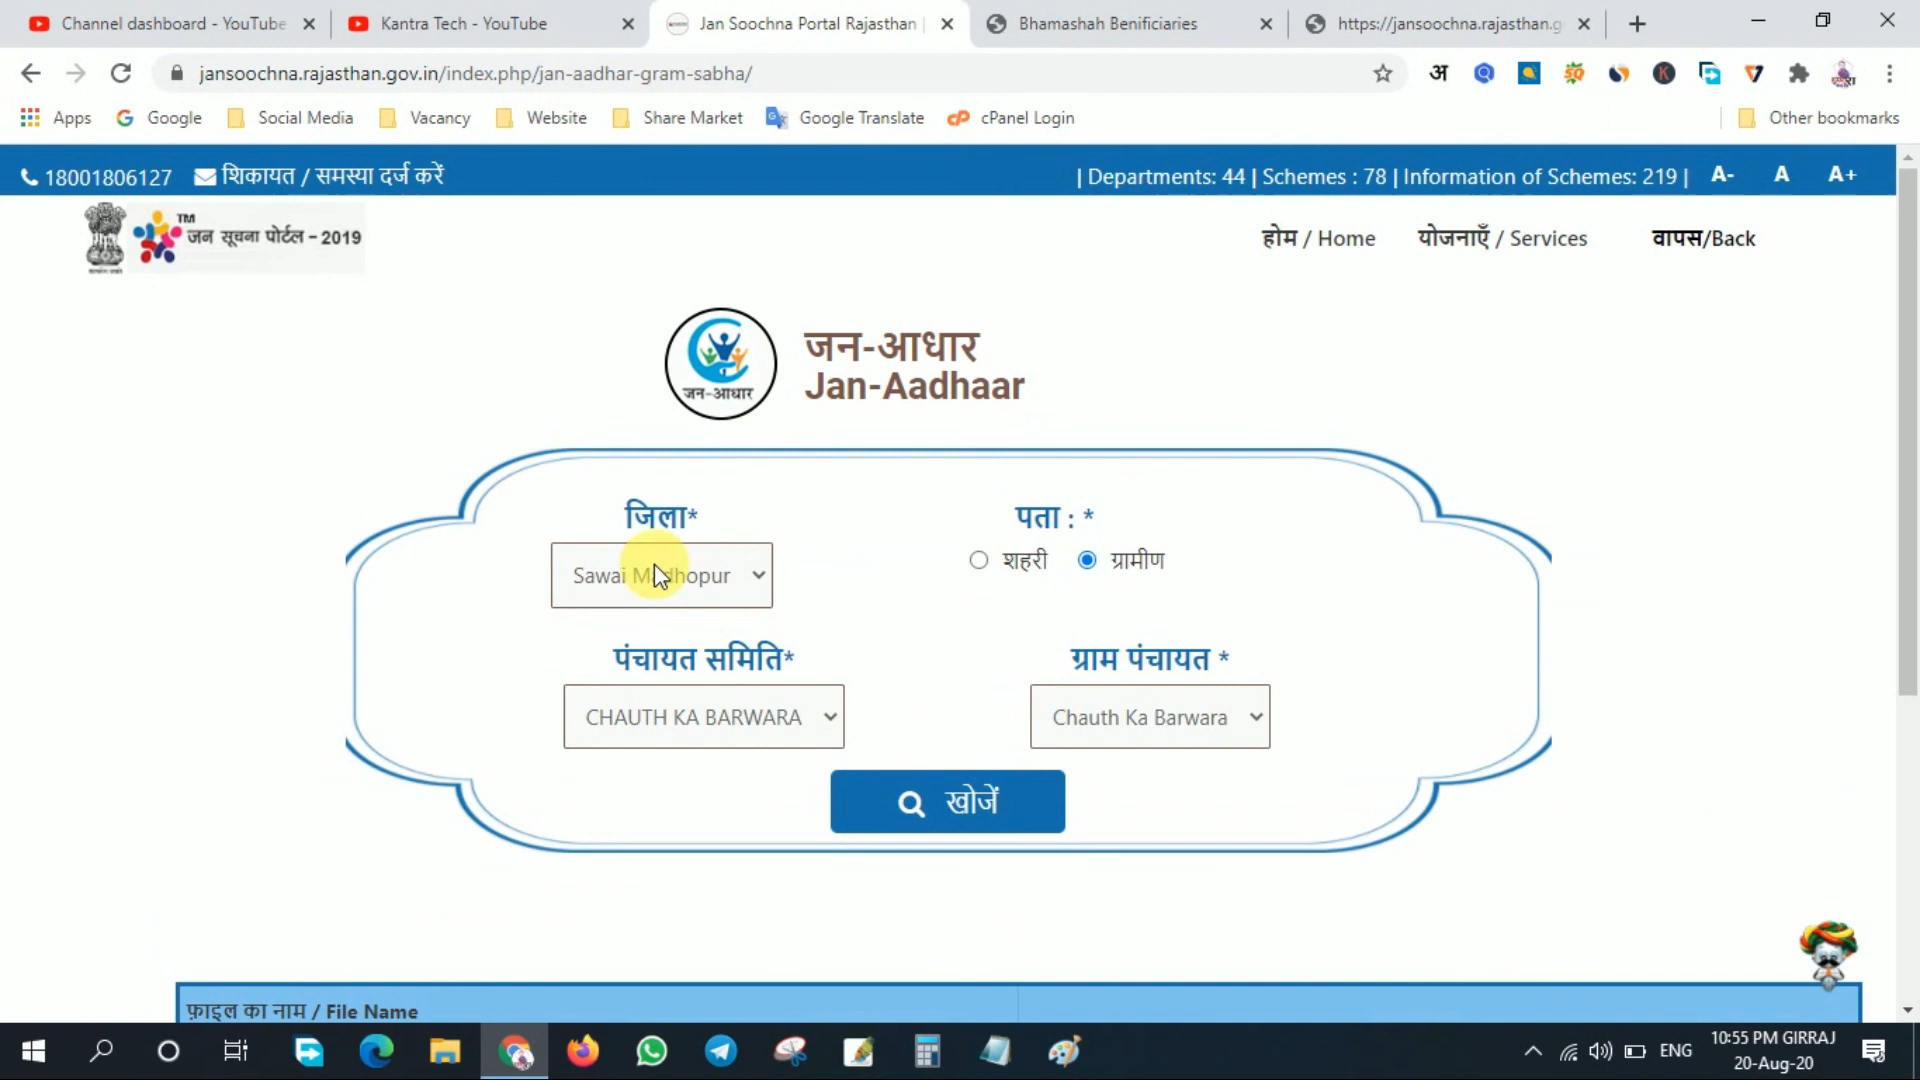 Channel dashboard - YouTube
Kantra Tech - YouTube
Jan Soochna Portal Rajasthan |
Bhamashah Benificiaries
https://jansoochna.rajasthan.g
jansoochna.rajasthan.gov.in/index.php/jan-aadhar-gram-sabha/
Apps
Google
Social Media
Vacancy
Website
Share Market
Google Translate
cPanel Login
Other bookmarks
18001806127 शिकायत / समस्या दर्ज करें
| Departments: 44 | Schemes : 78 | Information of Schemes: 219 | A- A A+
TM
जन सूचना पोर्टल – 2019
होम / Home योजनाएँ / Services वापस/Back
जन-आधार
जन-आधार
Jan-Aadhaar
जिला* पता : *
Sawai Madhopur
शहरी ग्रामीण
पंचायत समिति* ग्राम पंचायत *
CHAUTH KA BARWARA Chauth Ka Barwara
खोजें
फ़ाइल का नाम / File Name
ENG
10:55 PM GIRRAJ
20-Aug-20